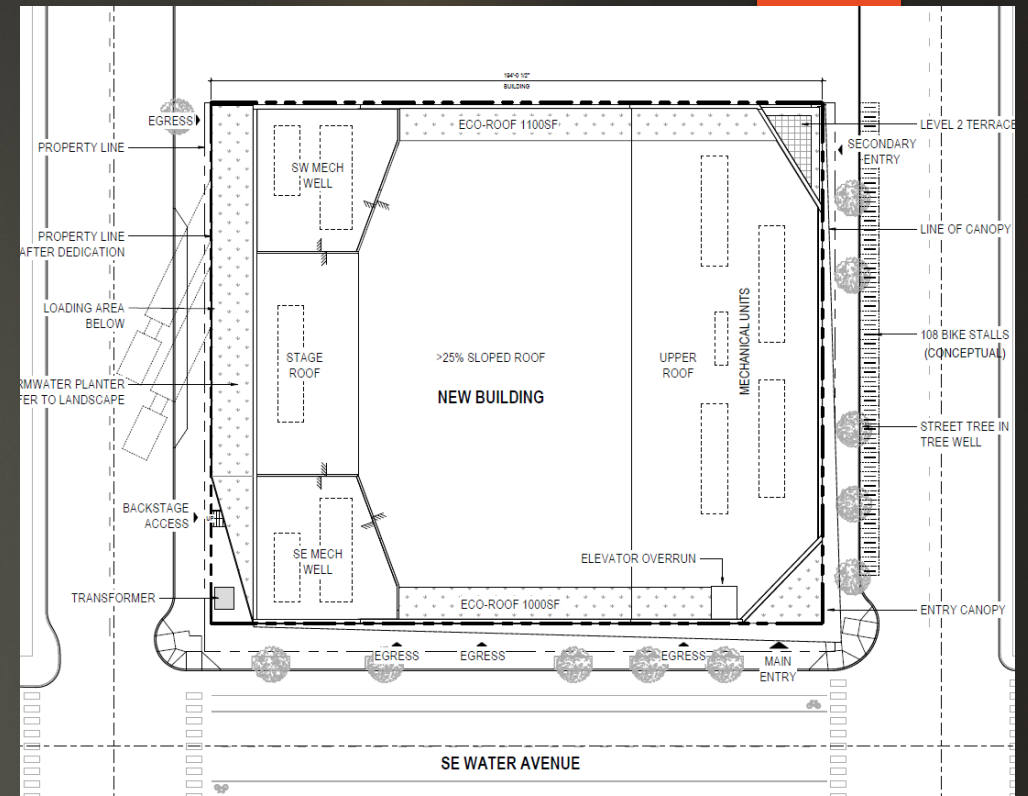 194'-0 1/2"
BUILDING
EGRESS
ECO-ROOF 1100SF
LEVEL 2 TERRACE
PROPERTY LINE
SECONDARY
ENTRY
SW MECH
WELL
PROPERTY LINE
AFTER DEDICATION
LINE OF CANOPY
LOADING AREA
BELOW
MECHANICAL UNITS
108 BIKE STALLS
(CONCEPTUAL)
STAGE
ROOF
>25% SLOPED ROOF
UPPER
ROOF
RMWATER PLANTER
FER TO LANDSCAPE
NEW BUILDING
STREET TREE IN
TREE WELL
BACKSTAGE
ACCESS
SE MECH
WELL
ELEVATOR OVERRUN
TRANSFORMER
ECO-ROOF 1000SF
ENTRY CANOPY
EGRESS
EGRESS
EGRESS
MAIN
ENTRY
SE WATER AVENUE